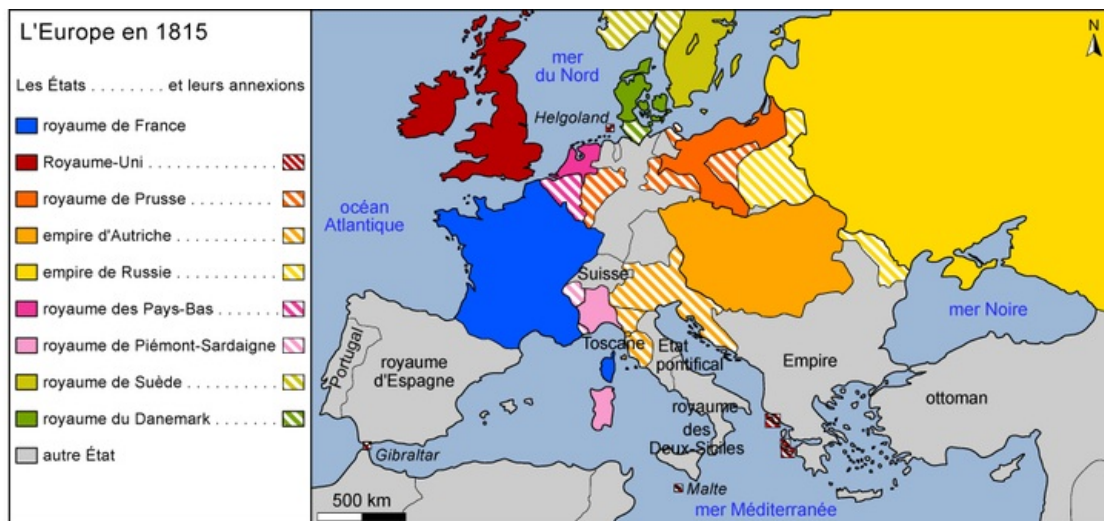 L'Europe en 1815
Les États . . . . . . . . et leurs annexions
royaume de France
Royaume-Uni . . . . . . . . . . . . .
royaume de Prusse . . . . . . . . . .
empire d'Autriche . . . . . . . . . . .
empire de Russie . . . . . . . . . . .
royaume des Pays-Bas . . . . . . .
royaume de Piémont-Sardaigne
royaume de Suède . . . . . . . . . .
royaume du Danemark . . . . . . .
autre État
N
mer
du Nord
Helgoland
océan
Atlantique
Suisse
mer Noire
Toscane
État
pontifical
Empire
ottoman
Portugal
royaume
d'Espagne
royaume
des
Deux-Siciles
Gibraltar
Malte
mer Méditerranée
500 km